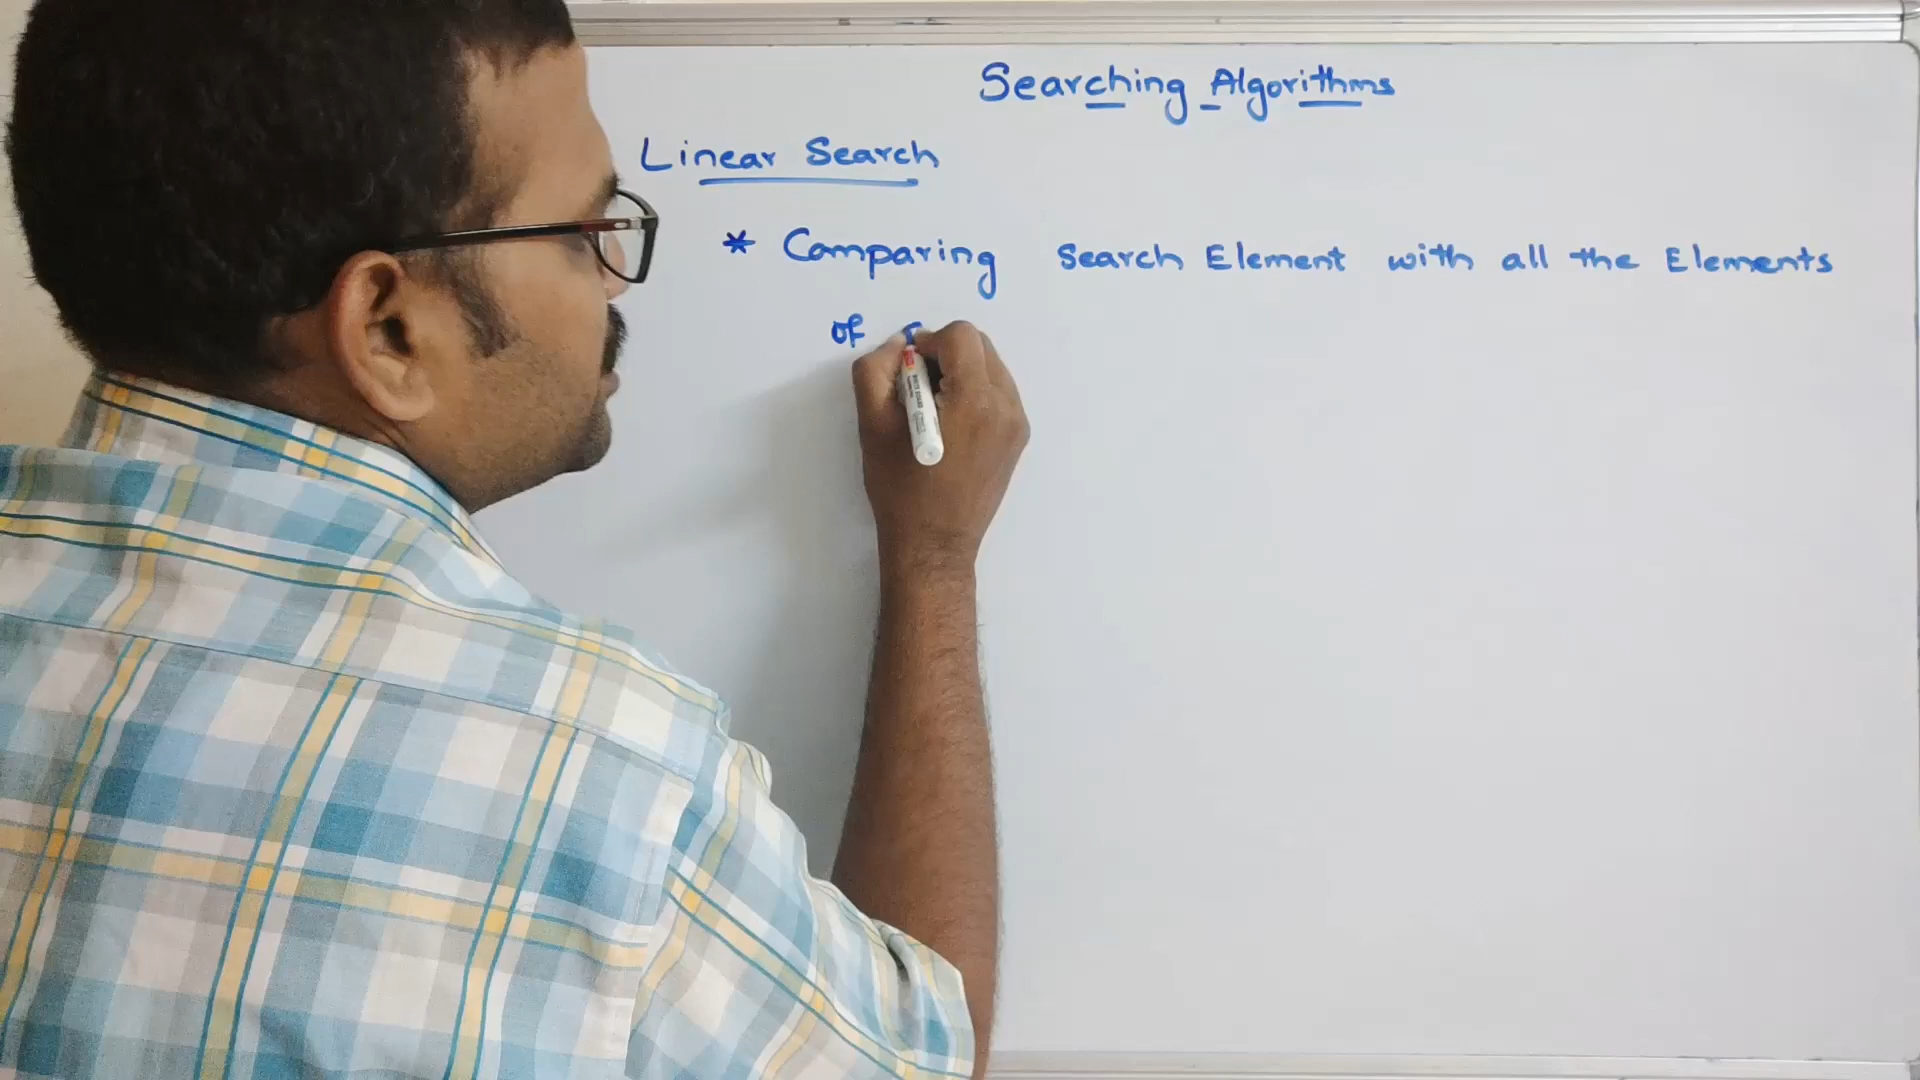 Searching Algorithms
Linear Search
* Comparing Search Element with all the Elements
of